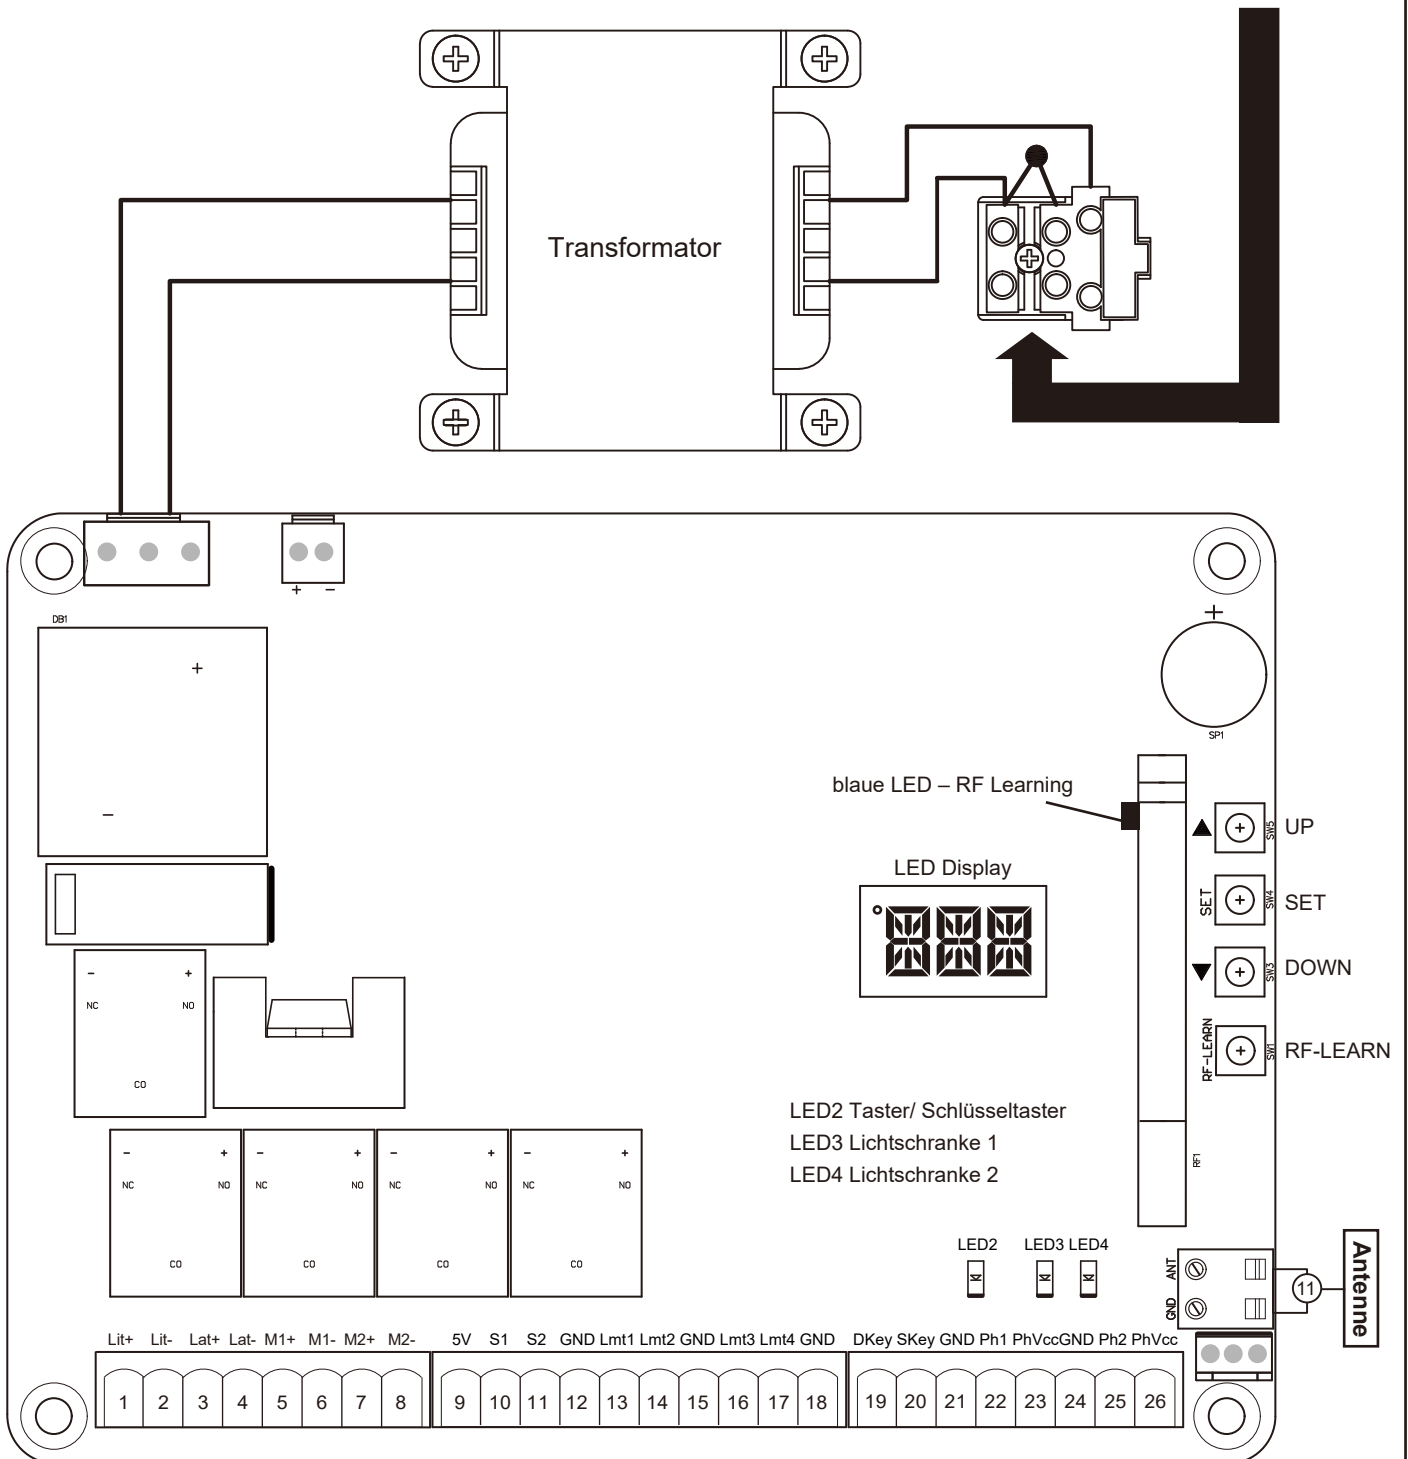 Transformator
+ −
DB1
+
−
+
SP1
blaue LED – RF Learning
SW5 UP
LED Display
SET SW4 SET
SW3 DOWN
RF-LEARN SW1 RF-LEARN
− +
NC NO
CO
LED2 Taster/ Schlüsseltaster
LED3 Lichtschranke 1
LED4 Lichtschranke 2
RF1
− + − + − + − +
NC NO NC NO NC NO NC NO
CO CO CO CO
LED2 LED3 LED4
ANT
GND
11
Antenne
Lit+ Lit- Lat+ Lat- M1+ M1- M2+ M2- 5V S1 S2 GND Lmt1 Lmt2 GND Lmt3 Lmt4 GND DKey SKey GND Ph1 PhVcc GND Ph2 PhVcc
1 2 3 4 5 6 7 8 9 10 11 12 13 14 15 16 17 18 19 20 21 22 23 24 25 26